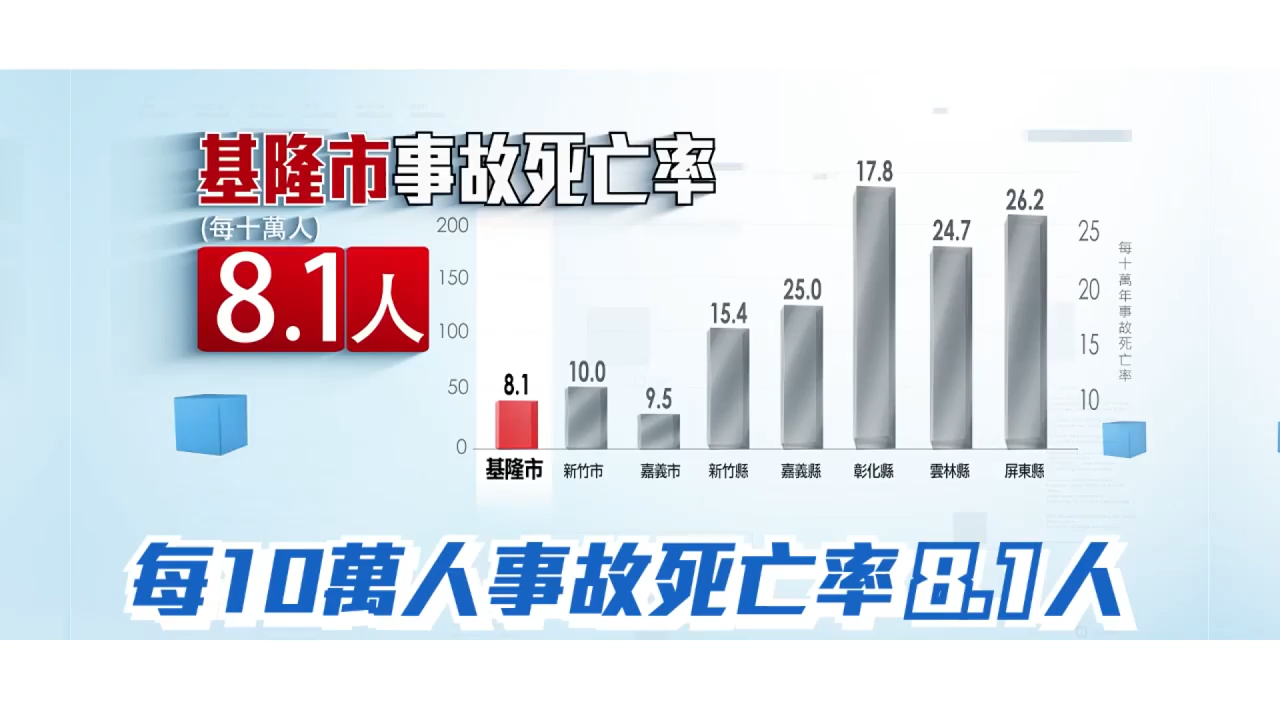 基隆市事故死亡率
(每十萬人)
8.1人
200
150
100
50
0
8.1
10.0
9.5
15.4
25.0
17.8
24.7
26.2
基隆市
新竹市
嘉義市
新竹縣
嘉義縣
彰化縣
雲林縣
屏東縣
25
20
15
10
每十萬年事故死亡率
每10萬人事故死亡率8.1人